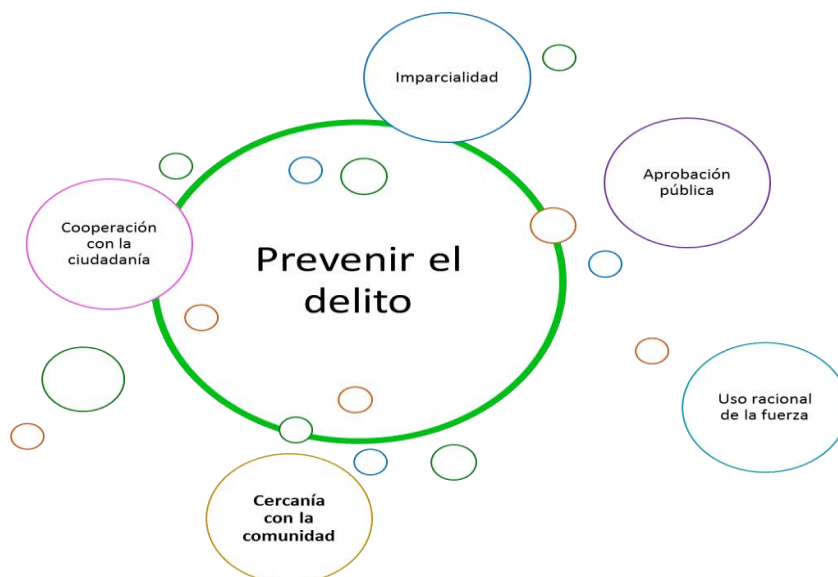 Imparcialidad
Aprobación
pública
Cooperación
con la
ciudadanía
Prevenir el
delito
Uso racional
de la fuerza
Cercanía
con la
comunidad